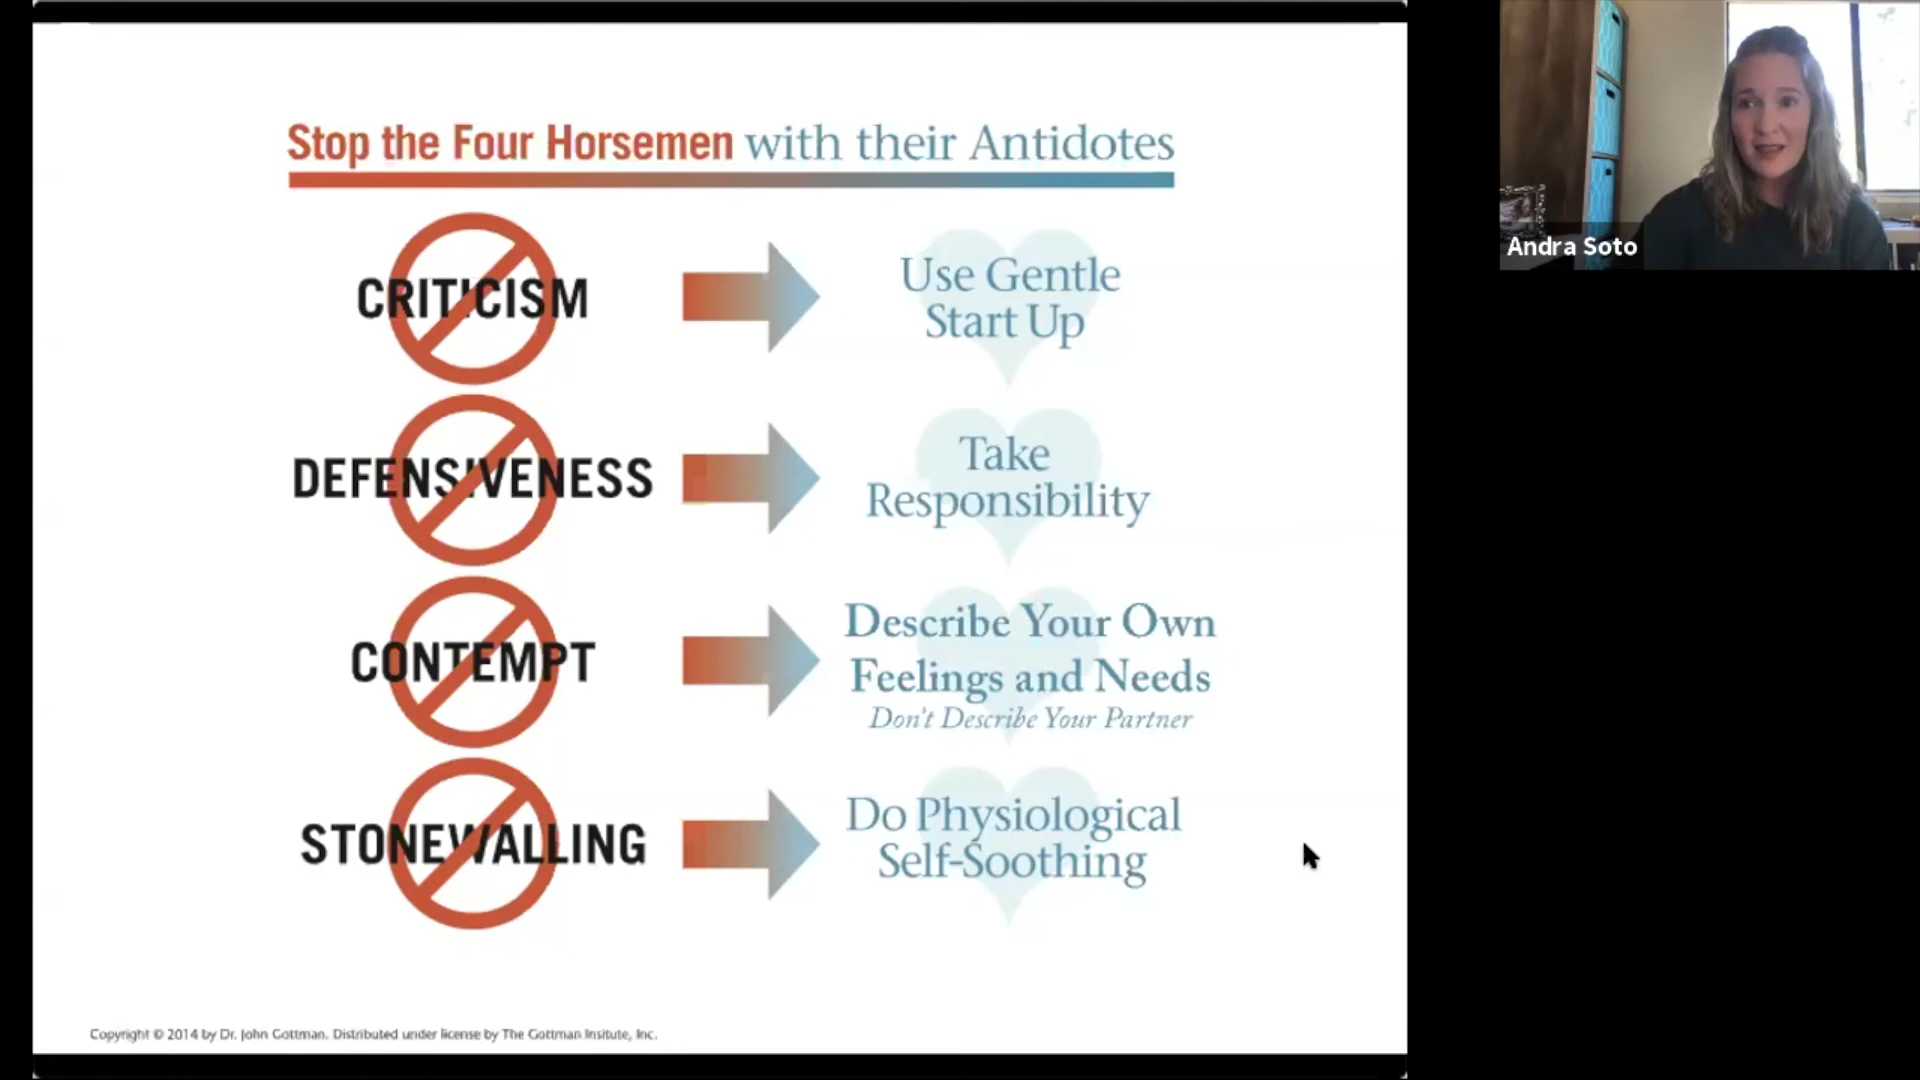 Stop the Four Horsemen with their Antidotes
CRITICISM
Use Gentle
Start Up
DEFENSIVENESS
Take
Responsibility
CONTEMPT
Describe Your Own
Feelings and Needs
Don't Describe Your Partner
STONEWALLING
Do Physiological
Self-Soothing
Copyright © 2014 by Dr. John Gottman. Distributed under license by The Gottman Insitute, Inc.
Andra Soto